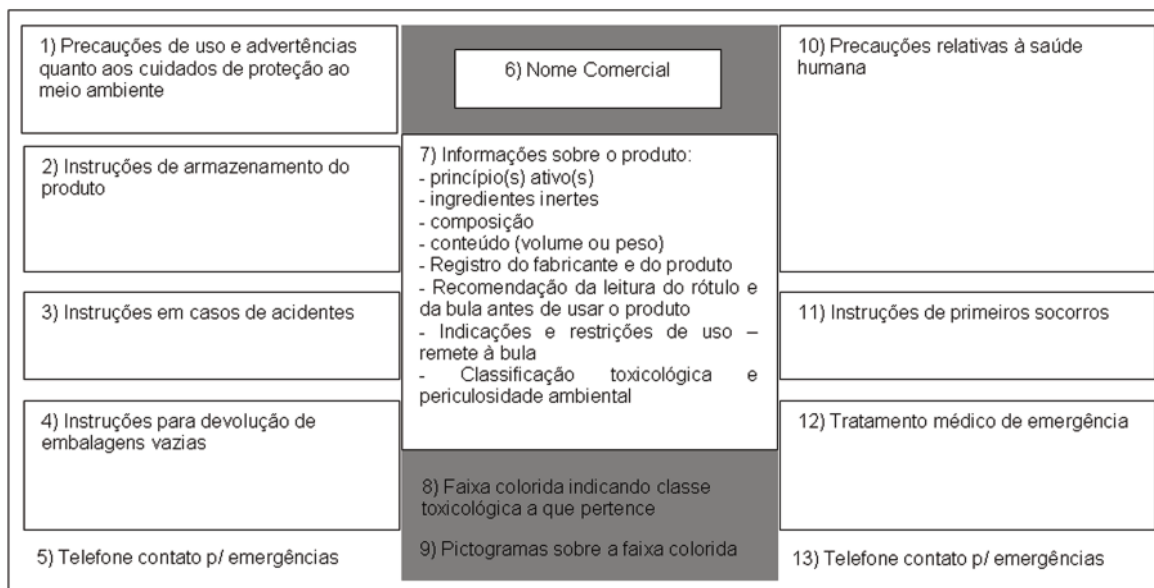 1) Precauções de uso e advertências
quanto aos cuidados de proteção ao
meio ambiente
2) Instruções de armazenamento do
produto
3) Instruções em casos de acidentes
4) Instruções para devolução de
embalagens vazias
5) Telefone contato p/ emergências
6) Nome Comercial
7) Informações sobre o produto:
- princípio(s) ativo(s)
- ingredientes inertes
- composição
- conteúdo (volume ou peso)
- Registro do fabricante e do produto
- Recomendação da leitura do rótulo e
da bula antes de usar o produto
- Indicações e restrições de uso –
remete à bula
- Classificação toxicológica e
periculosidade ambiental
8) Faixa colorida indicando classe
toxicológica a que pertence
9) Pictogramas sobre a faixa colorida
10) Precauções relativas à saúde
humana
11) Instruções de primeiros socorros
12) Tratamento médico de emergência
13) Telefone contato p/ emergências